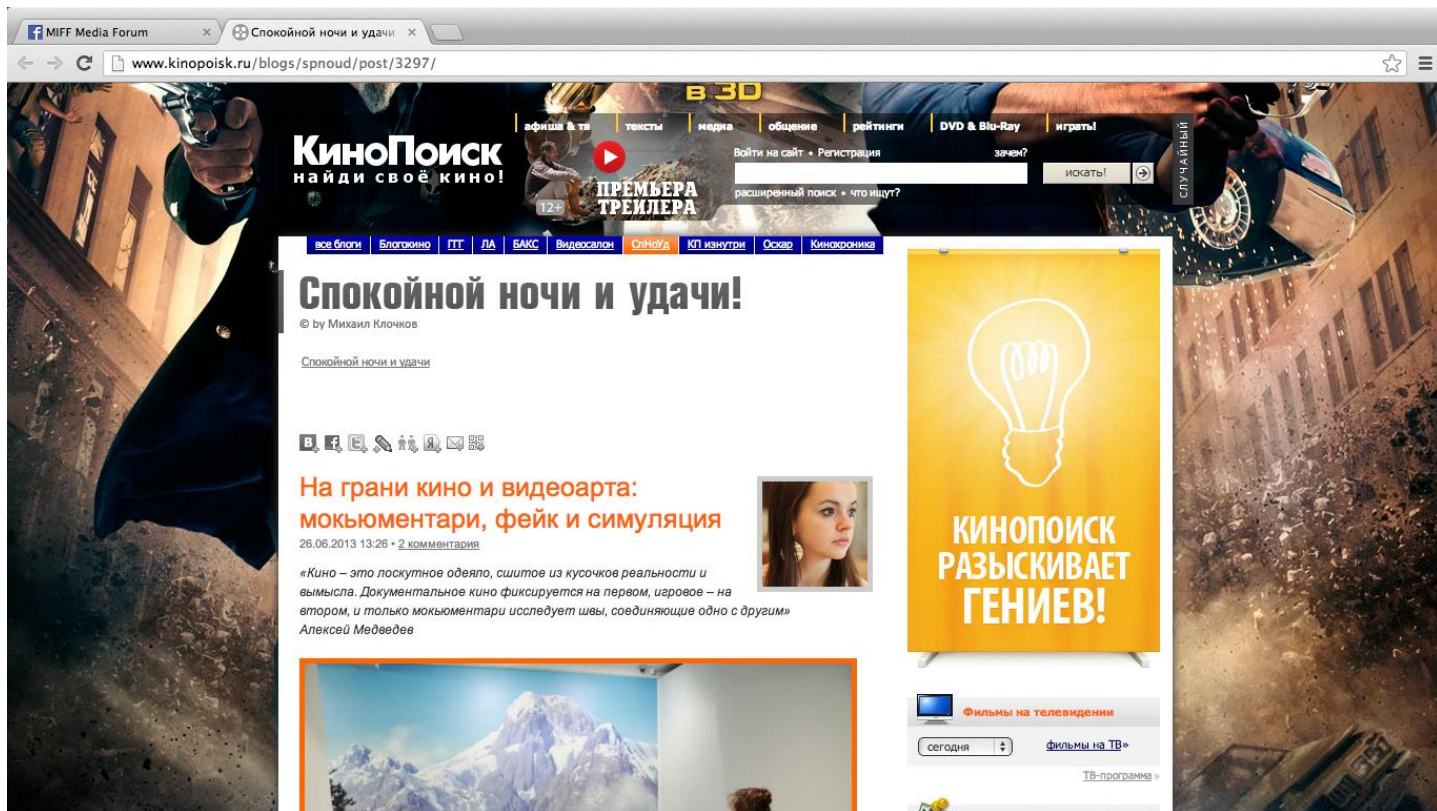 MIFF Media Forum
Спокойной ночи и удачи
www.kinopoisk.ru/blogs/spnoud/post/3297/
В 3D
афиша & тв тексты медиа общение рейтинги DVD & Blu-Ray играть!
КиноПоиск
найди своё кино!
Войти на сайт • Регистрация зачем?
искать!
расширенный поиск • что ищут?
СЛУЧАЙНЫЙ
12+
ПРЕМЬЕРА
ТРЕЙЛЕРА
все блоги Блогокино ГГГ ЛА БАКС Видеосалон СпНоУд КП изнутри Оскар Кинохроника
Спокойной ночи и удачи!
© by Михаил Клочков
Спокойной ночи и удачи
На грани кино и видеоарта:
мокьюментари, фейк и симуляция
26.06.2013 13:26 • 2 комментария
«Кино – это лоскутное одеяло, сшитое из кусочков реальности и
вымысла. Документальное кино фиксируется на первом, игровое – на
втором, и только мокьюментари исследует швы, соединяющие одно с другим»
Алексей Медведев
КИНОПОИСК
РАЗЫСКИВАЕТ
ГЕНИЕВ!
Фильмы на телевидении
сегодня фильмы на ТВ»
ТВ-программа »